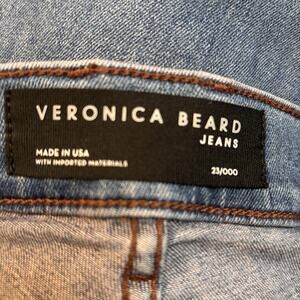 VERONICA BEARD
JEANS
MADE IN USA
WITH IMPORTED MATERIALS
23/000